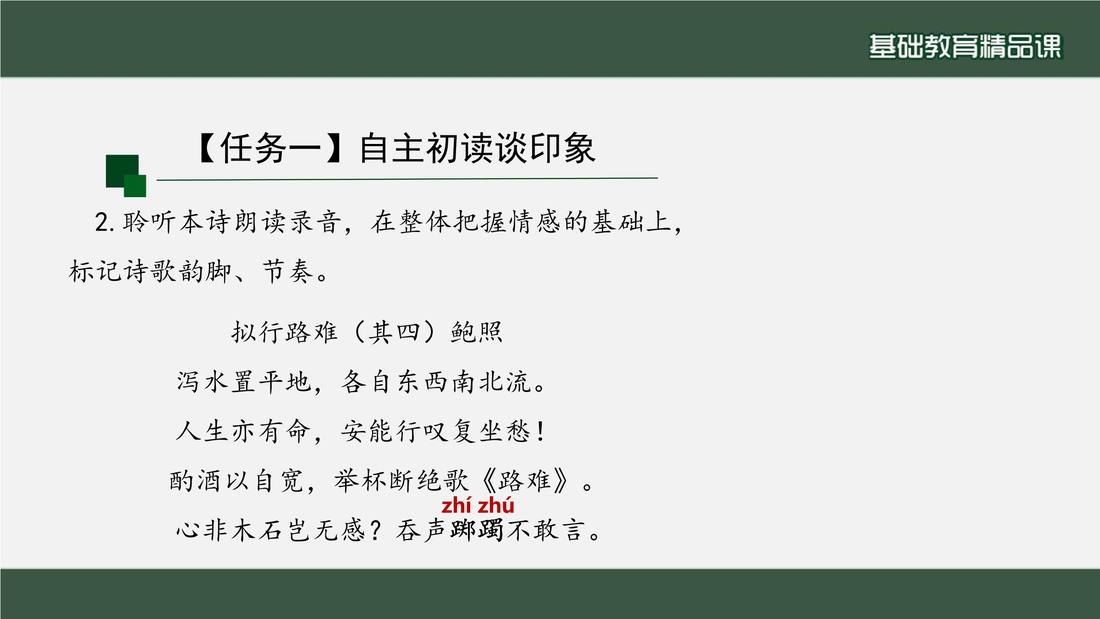 基础教育精品课
【任务一】自主初读谈印象
2.聆听本诗朗读录音，在整体把握情感的基础上，
标记诗歌韵脚、节奏。
拟行路难（其四）鲍照
泻水置平地，各自东西南北流。
人生亦有命，安能行叹复坐愁！
酌酒以自宽，举杯断绝歌《路难》。
zhí zhú
心非木石岂无感？吞声踯躅不敢言。